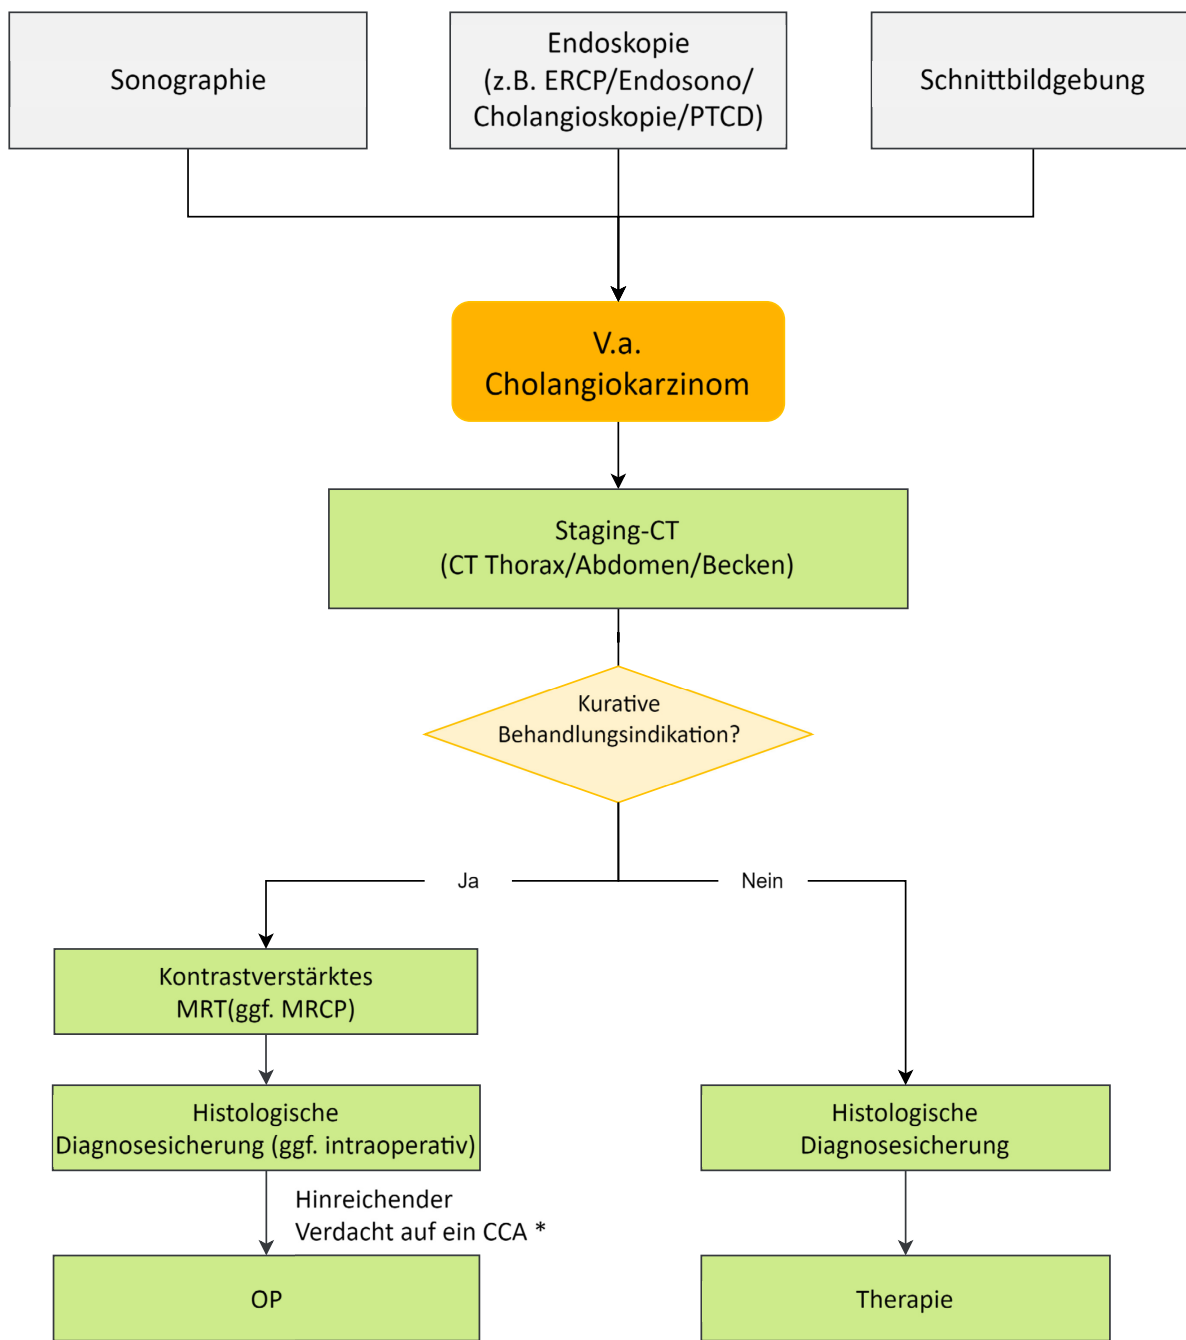 Sonographie
Endoskopie
(z.B. ERCP/Endosono/
Cholangioskopie/PTCD)
Schnittbildgebung
V.a.
Cholangiokarzinom
Staging-CT
(CT Thorax/Abdomen/Becken)
Kurative
Behandlungsindikation?
Ja
Nein
Kontrastverstärktes
MRT(ggf. MRCP)
Histologische
Diagnosesicherung (ggf. intraoperativ)
Histologische
Diagnosesicherung
Hinreichender
Verdacht auf ein CCA *
OP
Therapie